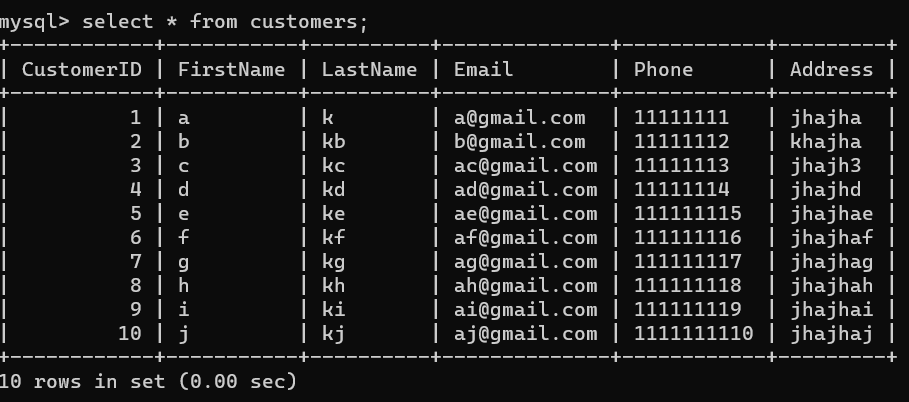 mysql> select * from customers;
+------------+-----------+----------+--------------+------------+---------+
| CustomerID | FirstName | LastName | Email        | Phone      | Address |
+------------+-----------+----------+--------------+------------+---------+
|          1 | a         | k        | a@gmail.com  | 11111111   | jhajha  |
|          2 | b         | kb       | b@gmail.com  | 11111112   | khajha  |
|          3 | c         | kc       | ac@gmail.com | 11111113   | jhajh3  |
|          4 | d         | kd       | ad@gmail.com | 11111114   | jhajhd  |
|          5 | e         | ke       | ae@gmail.com | 111111115  | jhajhae |
|          6 | f         | kf       | af@gmail.com | 111111116  | jhajhaf |
|          7 | g         | kg       | ag@gmail.com | 111111117  | jhajhag |
|          8 | h         | kh       | ah@gmail.com | 111111118  | jhajhah |
|          9 | i         | ki       | ai@gmail.com | 111111119  | jhajhai |
|         10 | j         | kj       | aj@gmail.com | 1111111110 | jhajhaj |
+------------+-----------+----------+--------------+------------+---------+
10 rows in set (0.00 sec)